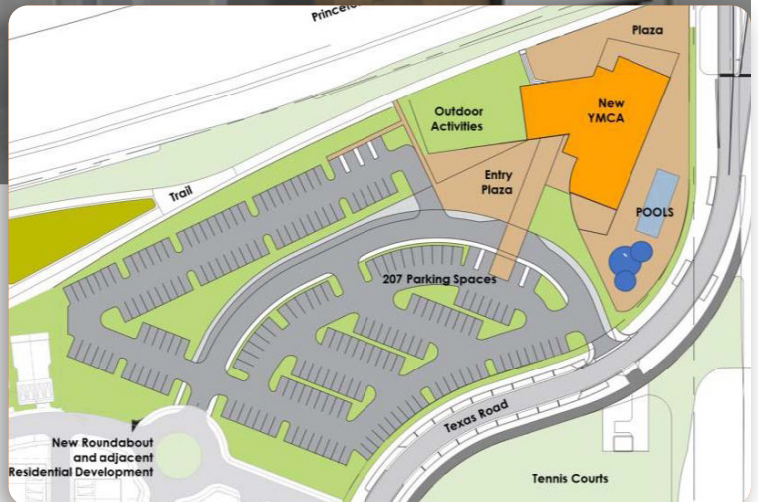 Plaza
New
YMCA
Outdoor
Activities
Entry
Plaza
Trail
POOLS
207 Parking Spaces
Texas Road
New Roundabout
and adjacent
Residential Development
Tennis Courts